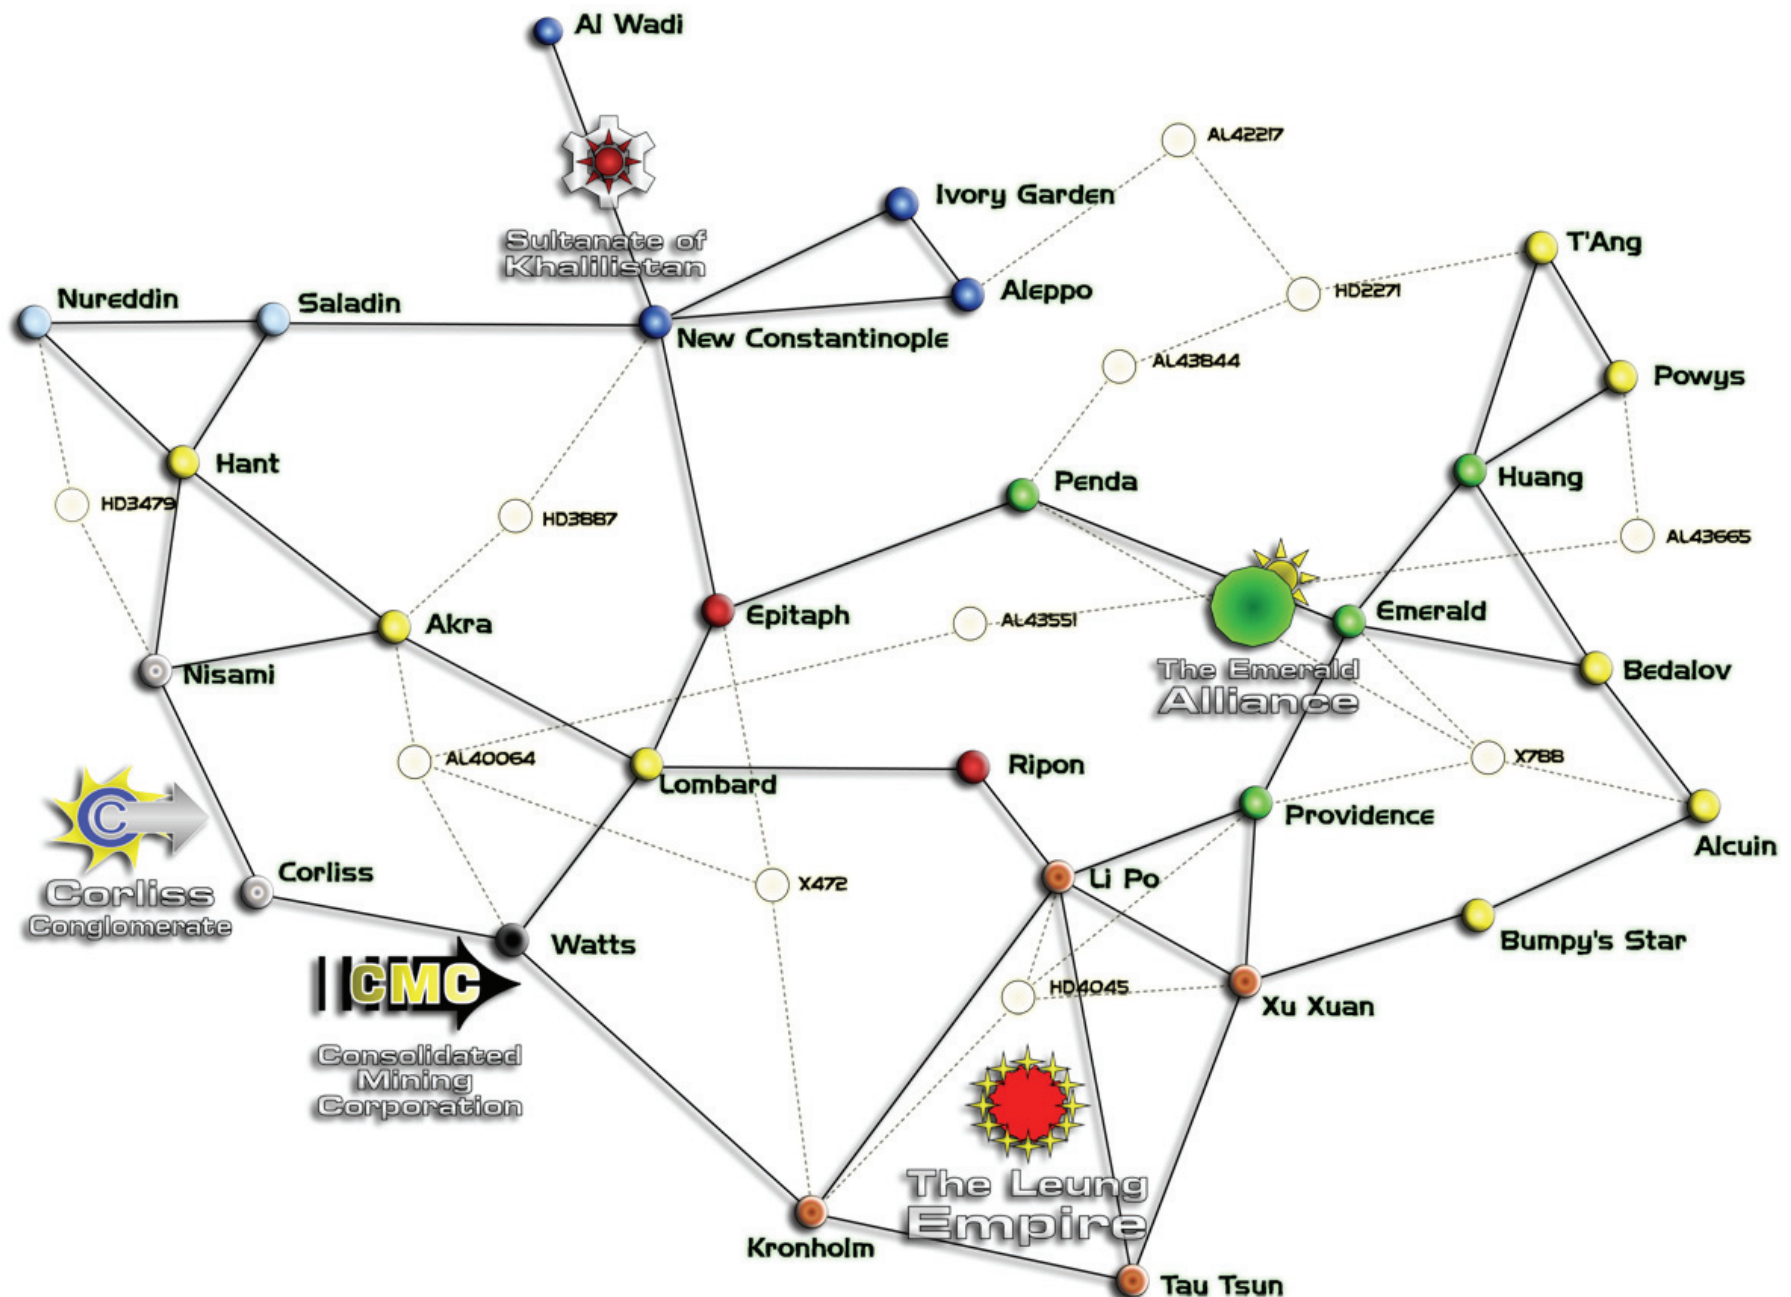 Al Wadi
AL42217
Ivory Garden
Sultanate of
Khalilistan
T'Ang
Aleppo
HD2271
Nureddin
Saladin
New Constantinople
AL43844
Powys
Hant
Penda
Huang
HD3479
HD3887
AL43665
Akra
Epitaph
AL43551
Emerald
Nisami
The Emerald
Alliance
Bedalov
AL40064
Lombard
Ripon
X788
Providence
Alcuin
C
Corliss
Conglomerate
Corliss
X472
Li Po
Watts
Bumpy's Star
CMC
HD4045
Xu Xuan
Consolidated
Mining
Corporation
The Leung
Empire
Kronholm
Tau Tsun